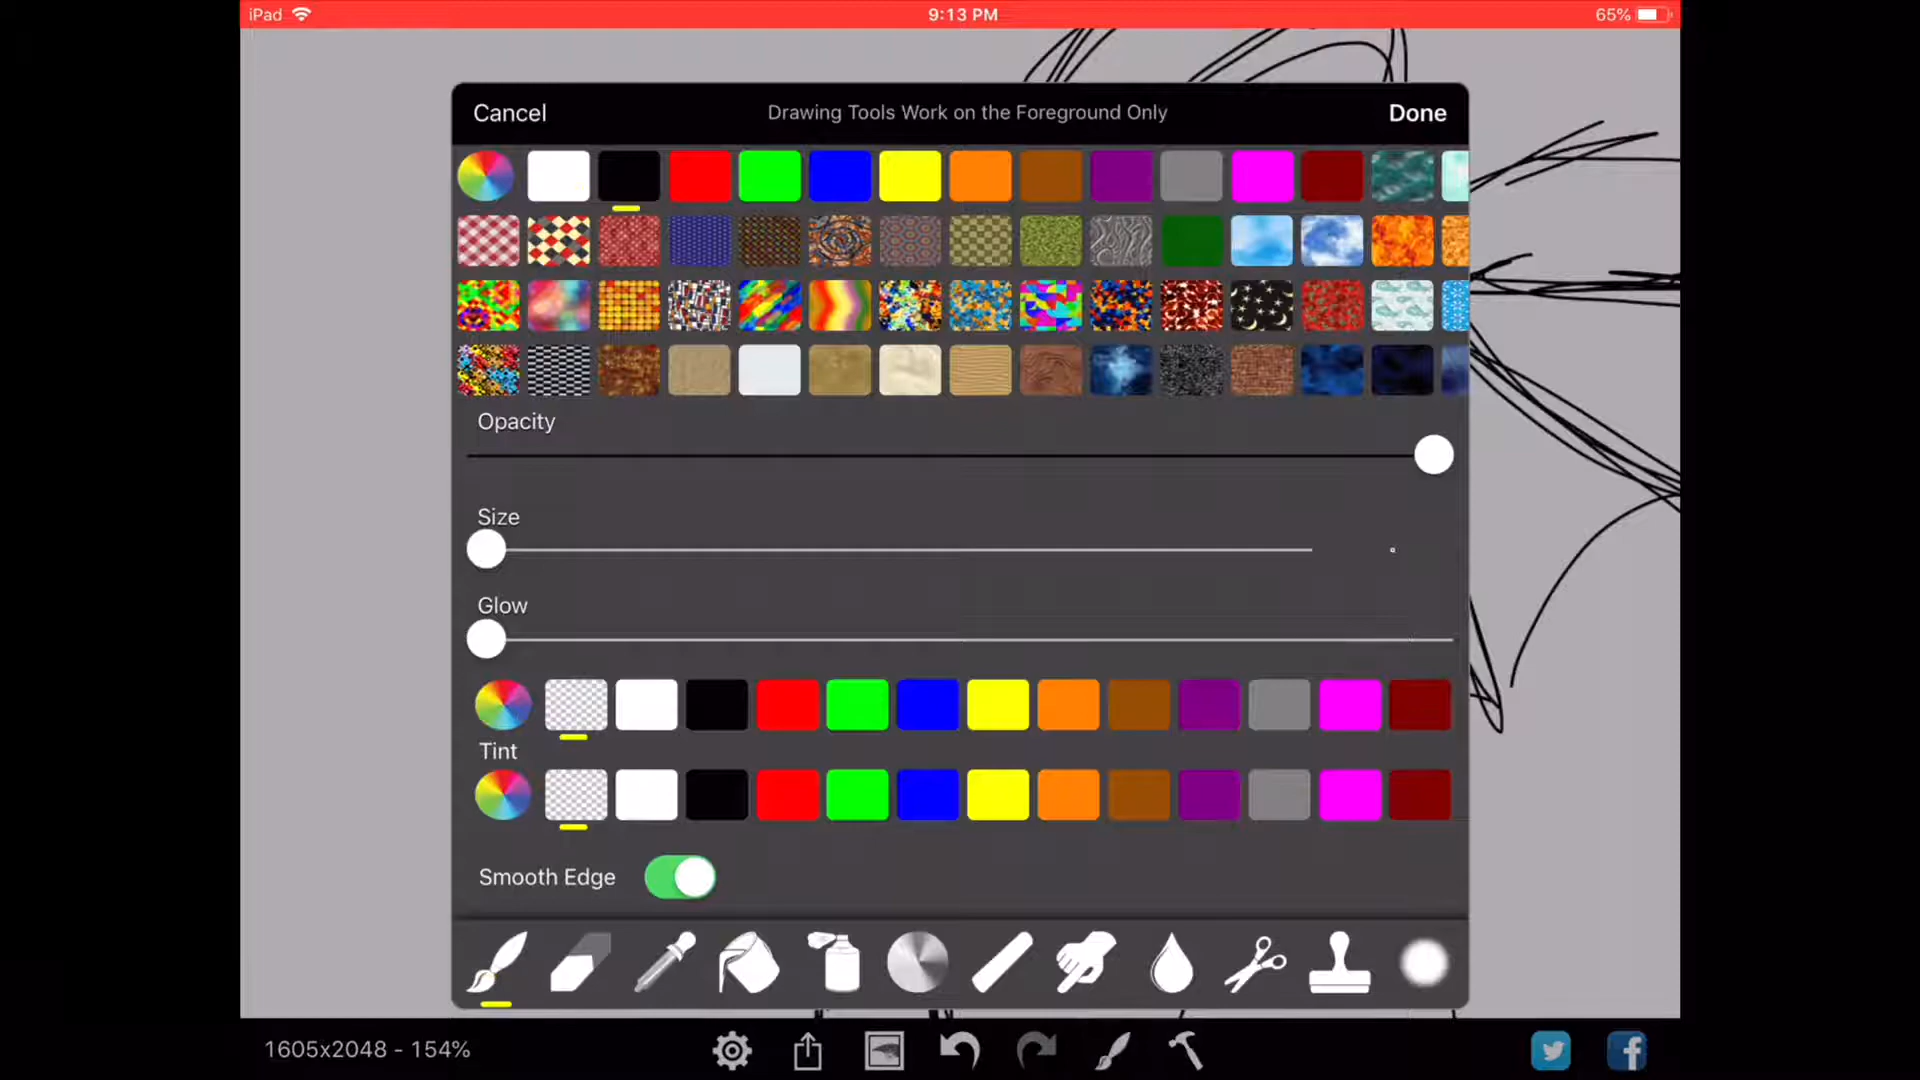 iPad 9:13 PM 65%
Cancel Drawing Tools Work on the Foreground Only Done
Opacity
Size
Glow
Tint
Smooth Edge
1605x2048 - 154%